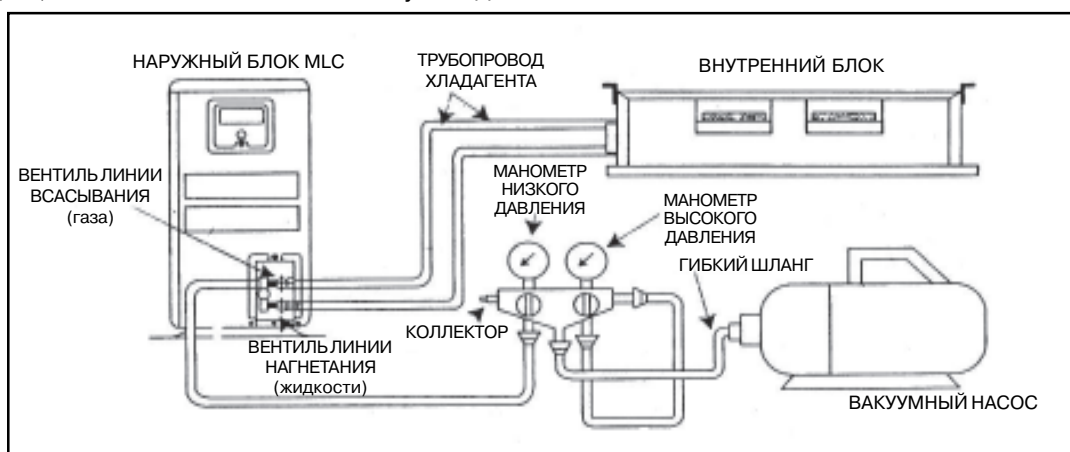 НАРУЖНЫЙ БЛОК MLC
ТРУБОПРОВОД
ХЛАДАГЕНТА
ВНУТРЕННИЙ БЛОК
ВЕНТИЛЬ ЛИНИИ
ВСАСЫВАНИЯ
(газа)
МАНОМЕТР
НИЗКОГО
ДАВЛЕНИЯ
МАНОМЕТР
ВЫСОКОГО
ДАВЛЕНИЯ
ГИБКИЙ ШЛАНГ
КОЛЛЕКТОР
ВЕНТИЛЬ ЛИНИИ
НАГНЕТАНИЯ
(жидкости)
ВАКУУМНЫЙ НАСОС